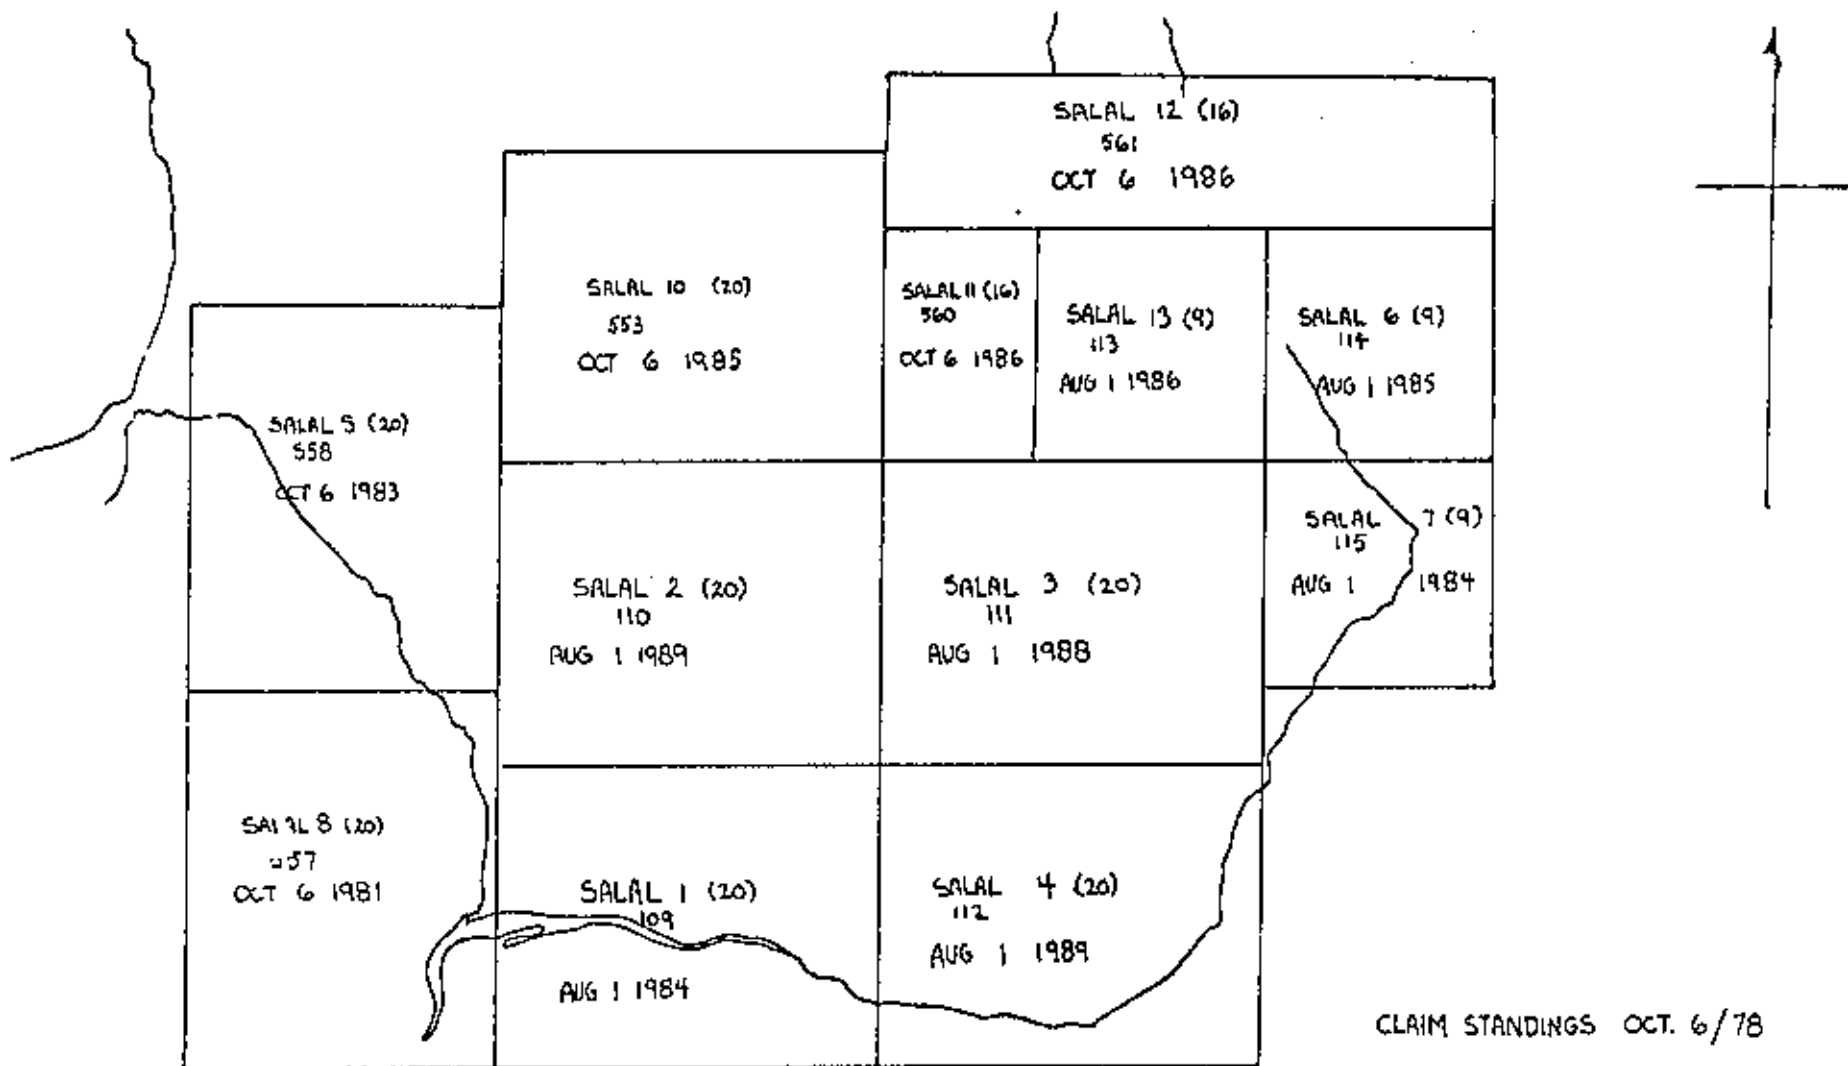 SALAL 12 (16)
561
OCT 6 1986
SALAL 10 (20)
553
OCT 6 1985
SALAL 11 (16)
560
OCT 6 1986
SALAL 13 (9)
113
AUG 1 1986
SALAL 6 (9)
114
AUG 1 1985
SALAL 5 (20)
558
OCT 6 1983
SALAL 7 (9)
115
AUG 1 1984
SALAL 2 (20)
110
AUG 1 1989
SALAL 3 (20)
111
AUG 1 1988
SALAL 8 (20)
OCT 6 1981
SALAL 1 (20)
109
AUG 1 1984
SALAL 4 (20)
112
AUG 1 1989
CLAIM STANDINGS OCT. 6/78